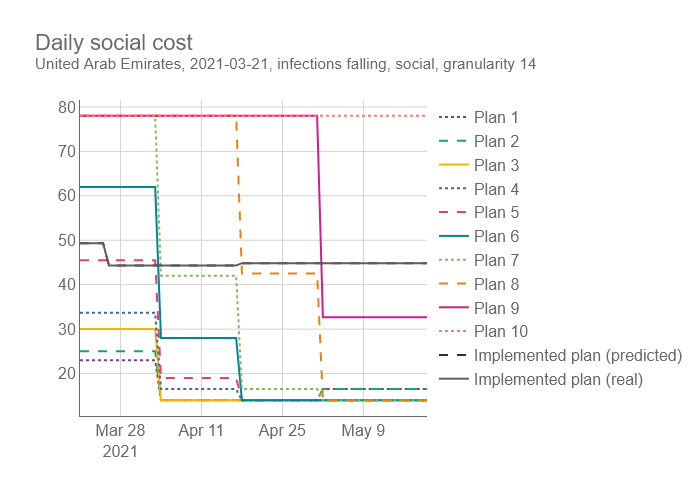 Daily social cost
United Arab Emirates, 2021-03-21, infections falling, social, granularity 14
80
70
60
50
40
30
20
Mar 28
2021
Apr 11
Apr 25
May 9
Plan 1
Plan 2
Plan 3
Plan 4
Plan 5
Plan 6
Plan 7
Plan 8
Plan 9
Plan 10
Implemented plan (predicted)
Implemented plan (real)